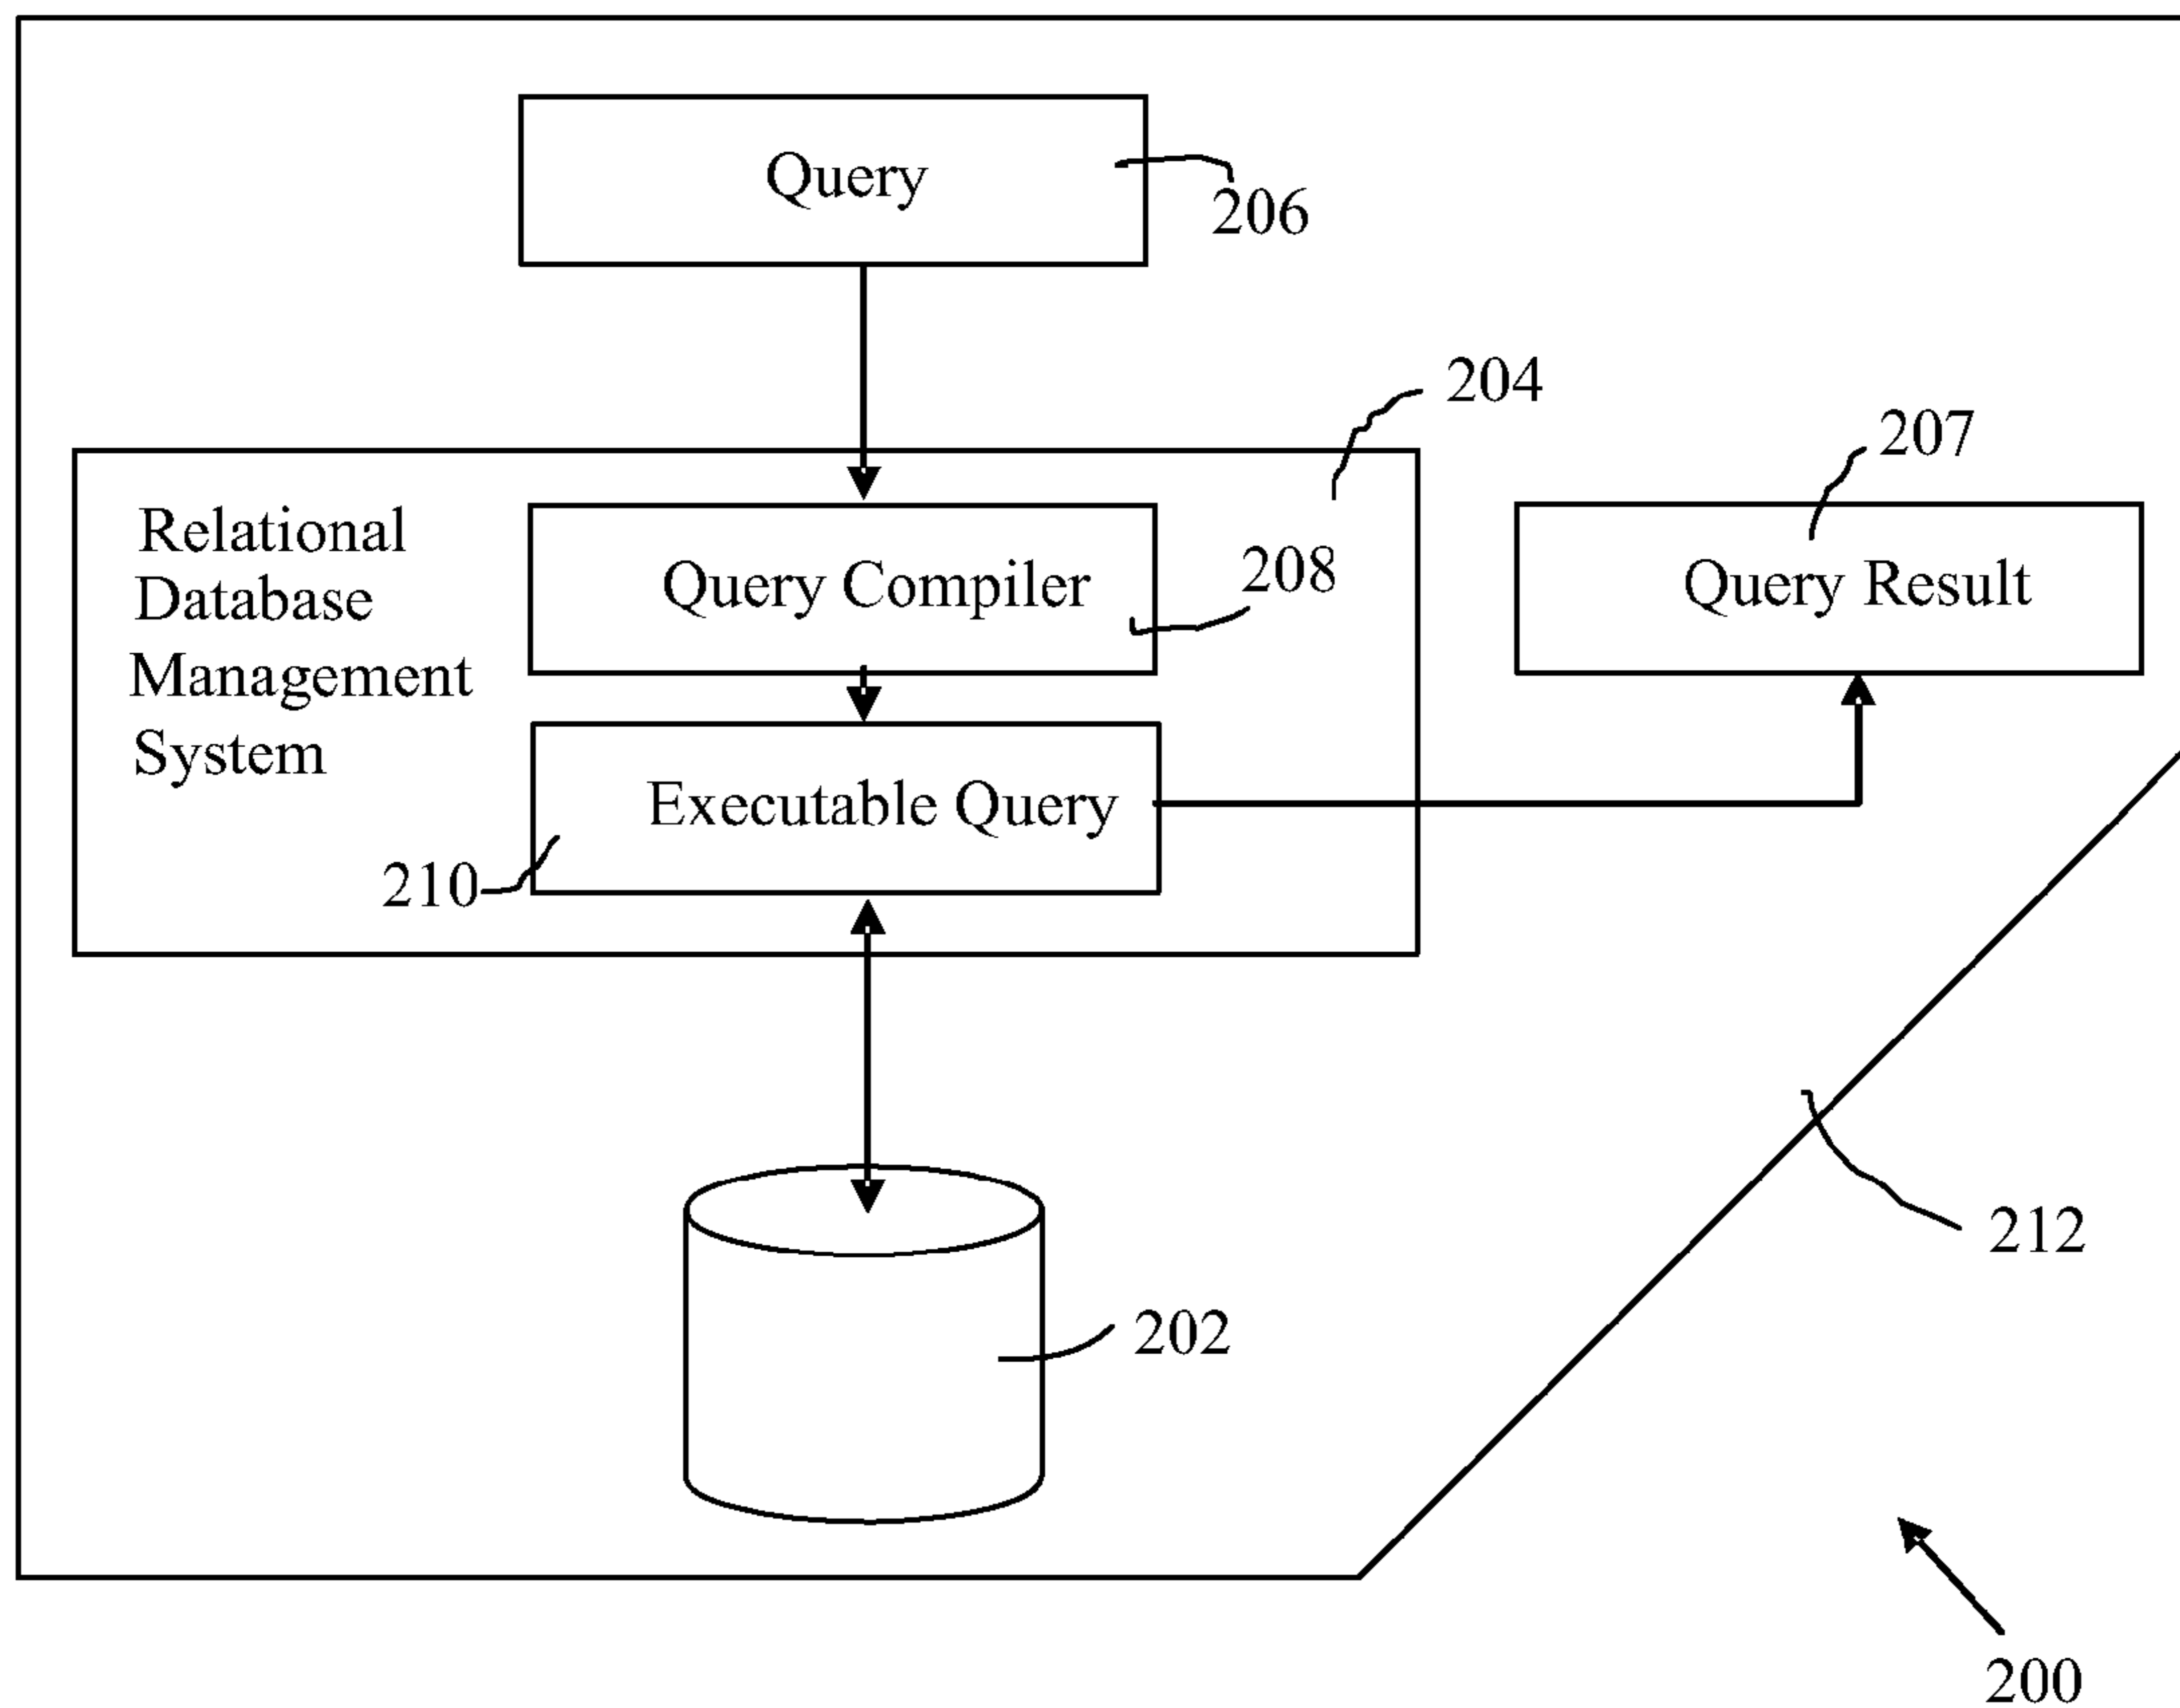 Query
206
204
207
Relational
Database
Management
System
Query Compiler
208
Query Result
Executable Query
210
212
202
200